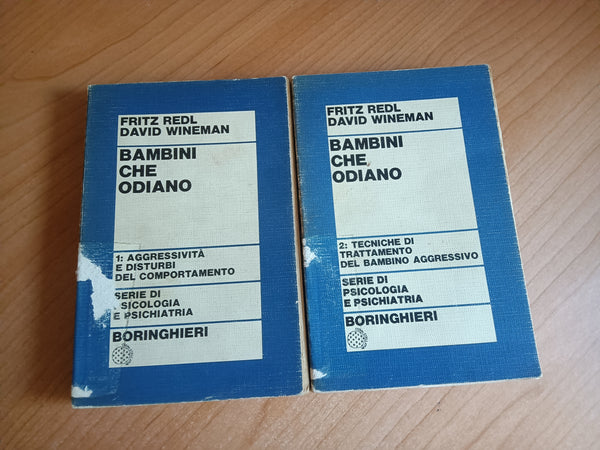 FRITZ REDL
DAVID WINEMAN
BAMBINI
CHE
ODIANO
1: AGGRESSIVITÀ
E DISTURBI
DEL COMPORTAMENTO
SERIE DI
PSICOLOGIA
E PSICHIATRIA
BORINGHIERI
FRITZ REDL
DAVID WINEMAN
BAMBINI
CHE
ODIANO
2: TECNICHE DI
TRATTAMENTO
DEL BAMBINO AGGRESSIVO
SERIE DI
PSICOLOGIA
E PSICHIATRIA
BORINGHIERI